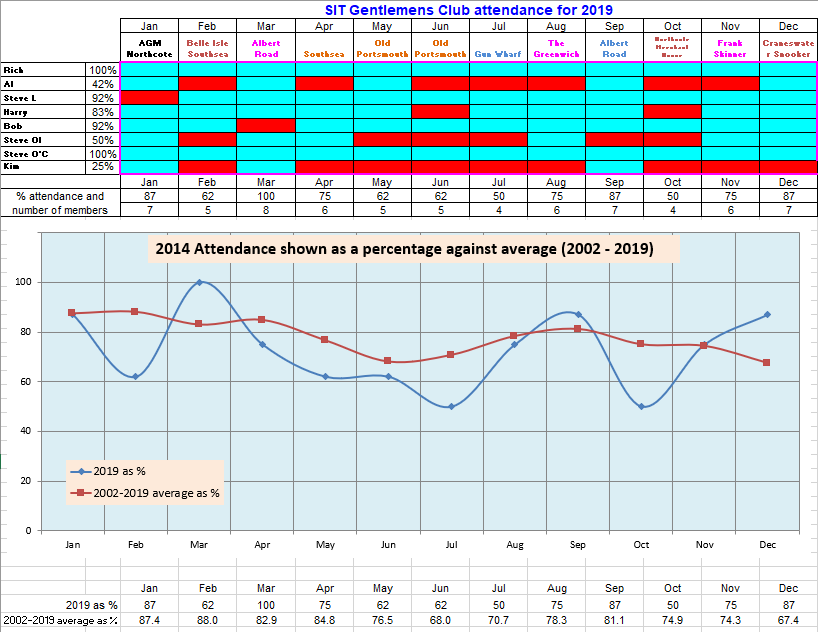 SIT Gentlemens Club attendance for 2019
Jan Feb Mar Apr May Jun Jul Aug Sep Oct Nov Dec
AGM Belle Isle Albert Old Old The Albert Frank Craneswate
Northcote Southsea Road Southsea Portsmouth Portsmouth Gun Wharf Greenwich Road Skinner r Snooker
Rich 100%
Al 42%
Steve L 92%
Harry 83%
Bob 92%
Steve Ol 50%
Steve O'C 100%
Kim 25%
Jan Feb Mar Apr May Jun Jul Aug Sep Oct Nov Dec
% attendance and 87 62 100 75 62 62 50 75 87 50 75 87
number of members 7 5 8 6 5 5 4 6 7 4 6 7
2014 Attendance shown as a percentage against average (2002 - 2019)
100
80
60
40
20
0
2019 as %
2002-2019 average as %
Jan Feb Mar Apr May Jun Jul Aug Sep Oct Nov Dec
Jan Feb Mar Apr May Jun Jul Aug Sep Oct Nov Dec
2019 as % 87 62 100 75 62 62 50 75 87 50 75 87
2002-2019 average as % 87.4 88.0 82.9 84.8 76.5 68.0 70.7 78.3 81.1 74.9 74.3 67.4